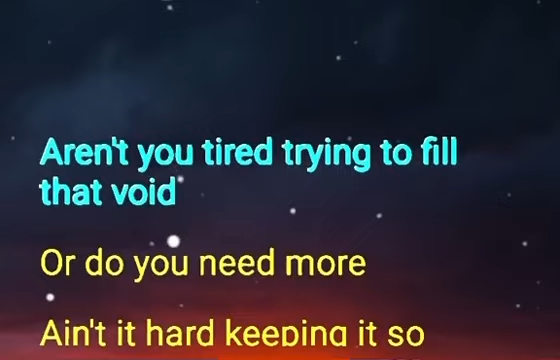 Aren't you tired trying to fill
that void
Or do you need more
Ain't it hard keeping it so